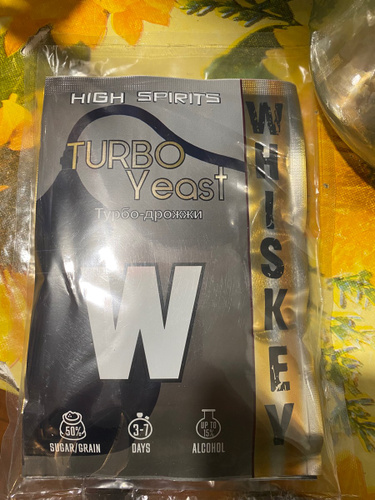 HIGH SPIRITS
TURBO
Yeast
Турбо-дрожжи
W
WHISKEY
50%
SUGAR/GRAIN
3-7
DAYS
UP TO
15%
ALCOHOL